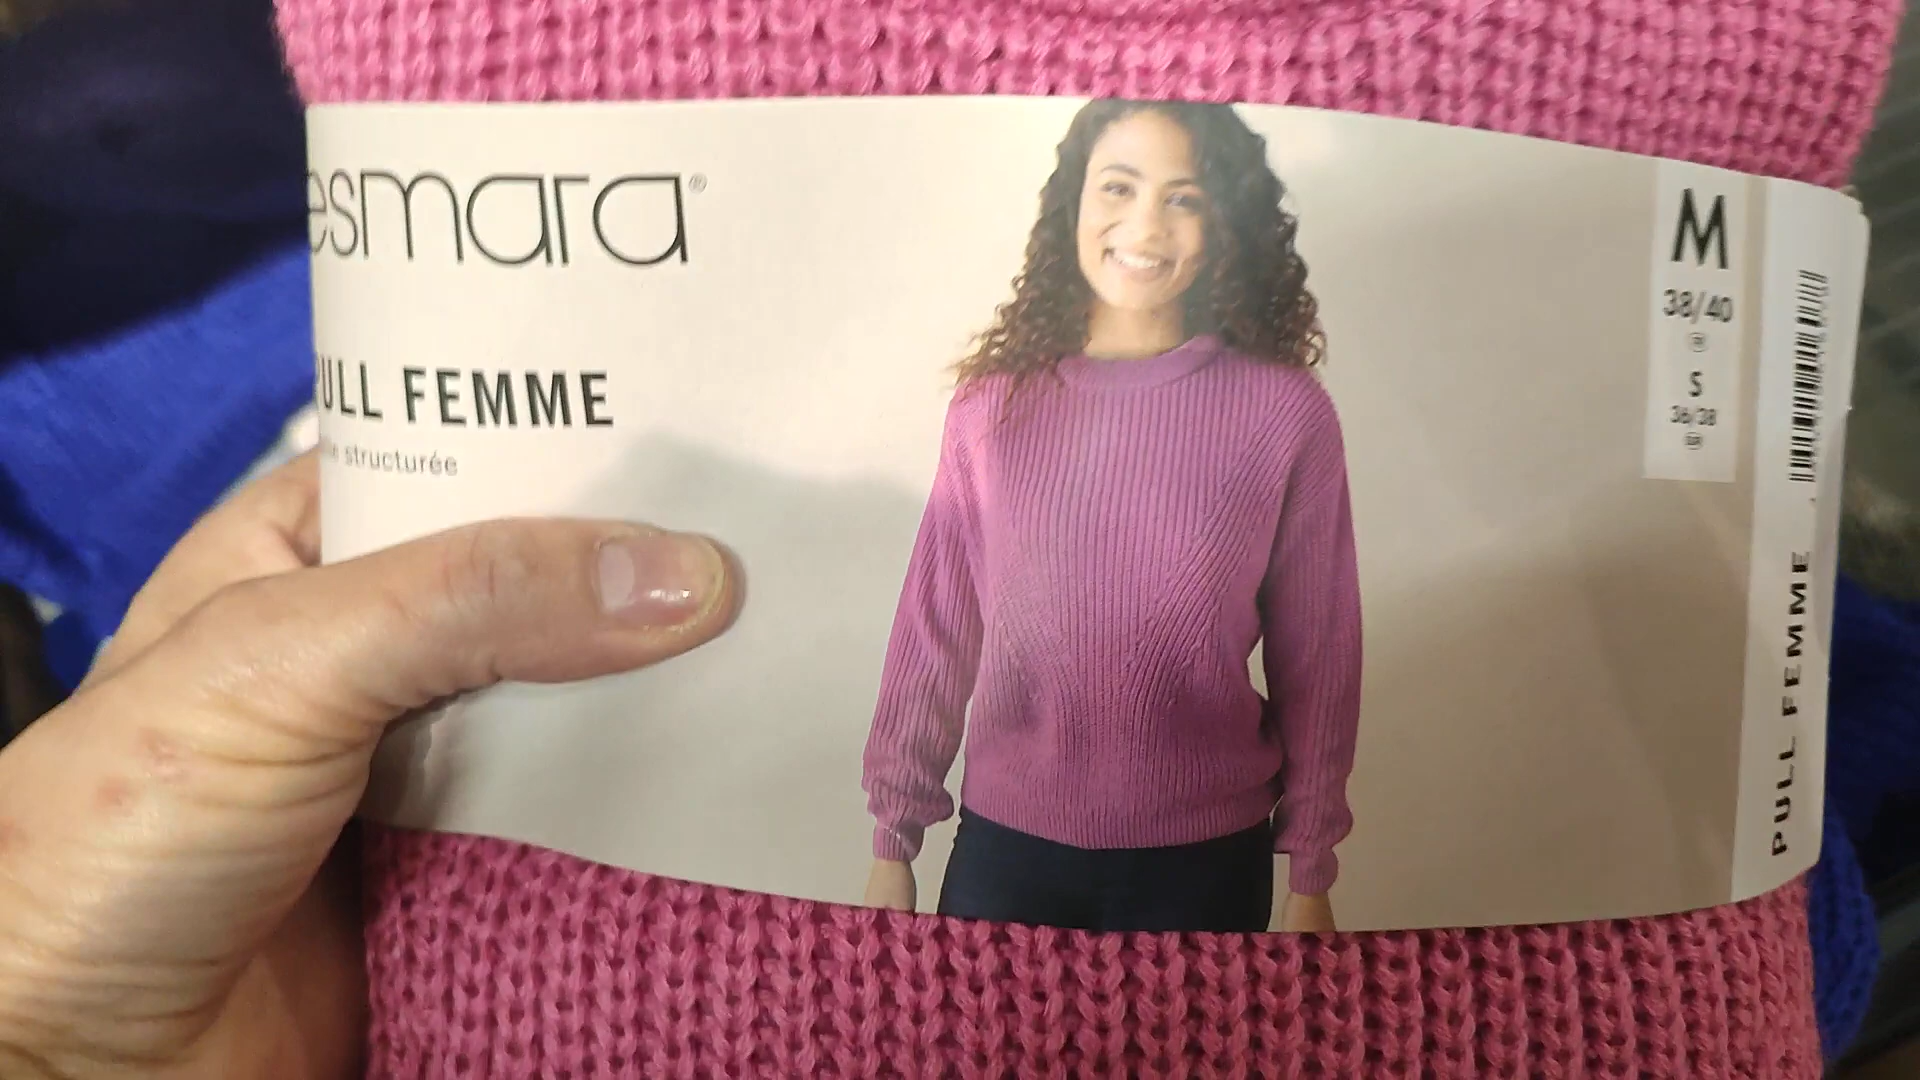 esmara®
PULL FEMME
structurée
M
38/40
S
36/38
PULL FEMME